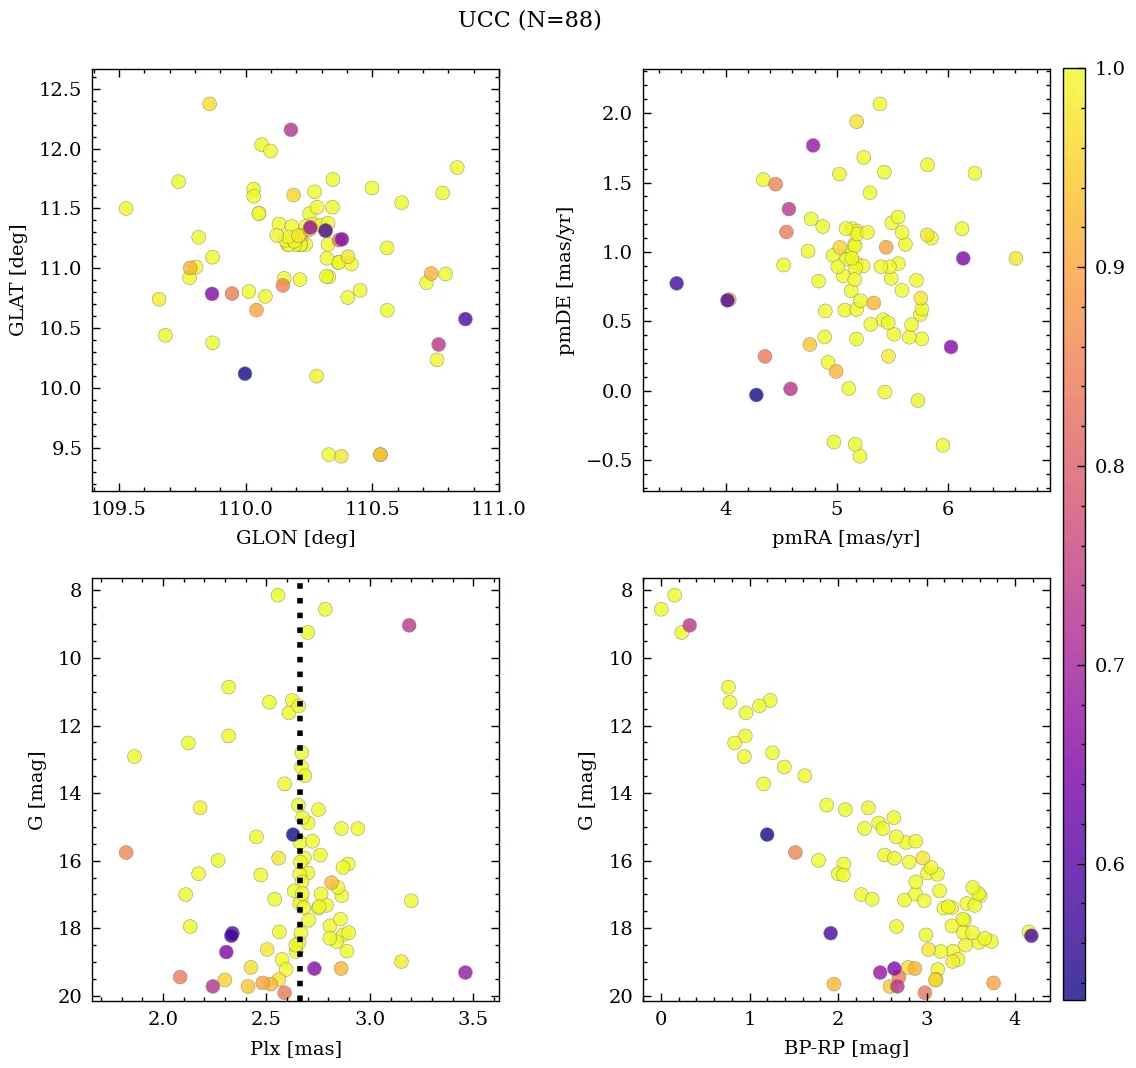 UCC (N=88)
12.5
12.0
11.5
11.0
10.5
10.0
9.5
GLAT [deg]
109.5 110.0 110.5 111.0
GLON [deg]
2.0
1.5
1.0
0.5
0.0
−0.5
pmDE [mas/yr]
4 5 6
pmRA [mas/yr]
8
10
12
14
16
18
20
G [mag]
2.0 2.5 3.0 3.5
Plx [mas]
8
10
12
14
16
18
20
G [mag]
0 1 2 3 4
BP-RP [mag]
1.0
0.9
0.8
0.7
0.6